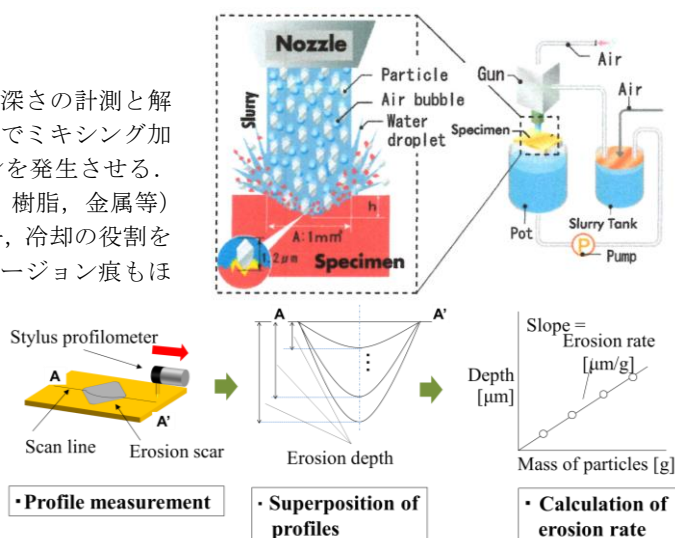 深さの計測と解
でミキシング加
ンを発生させる．
樹脂，金属等）
，冷却の役割を
ージョン痕もほ
Nozzle
Slurry
Particle
Air bubble
Water
droplet
h
A:1mm²
1.2μm
Specimen
Air
Gun
Air
Specimen
Pot
Slurry Tank
P
Pump
Stylus profilometer
A
A'
Scan line
Erosion scar
・Profile measurement
A
A'
Erosion depth
・Superposition of
profiles
Slope =
Erosion rate
[μm/g]
Depth
[μm]
Mass of particles [g]
・Calculation of
erosion rate